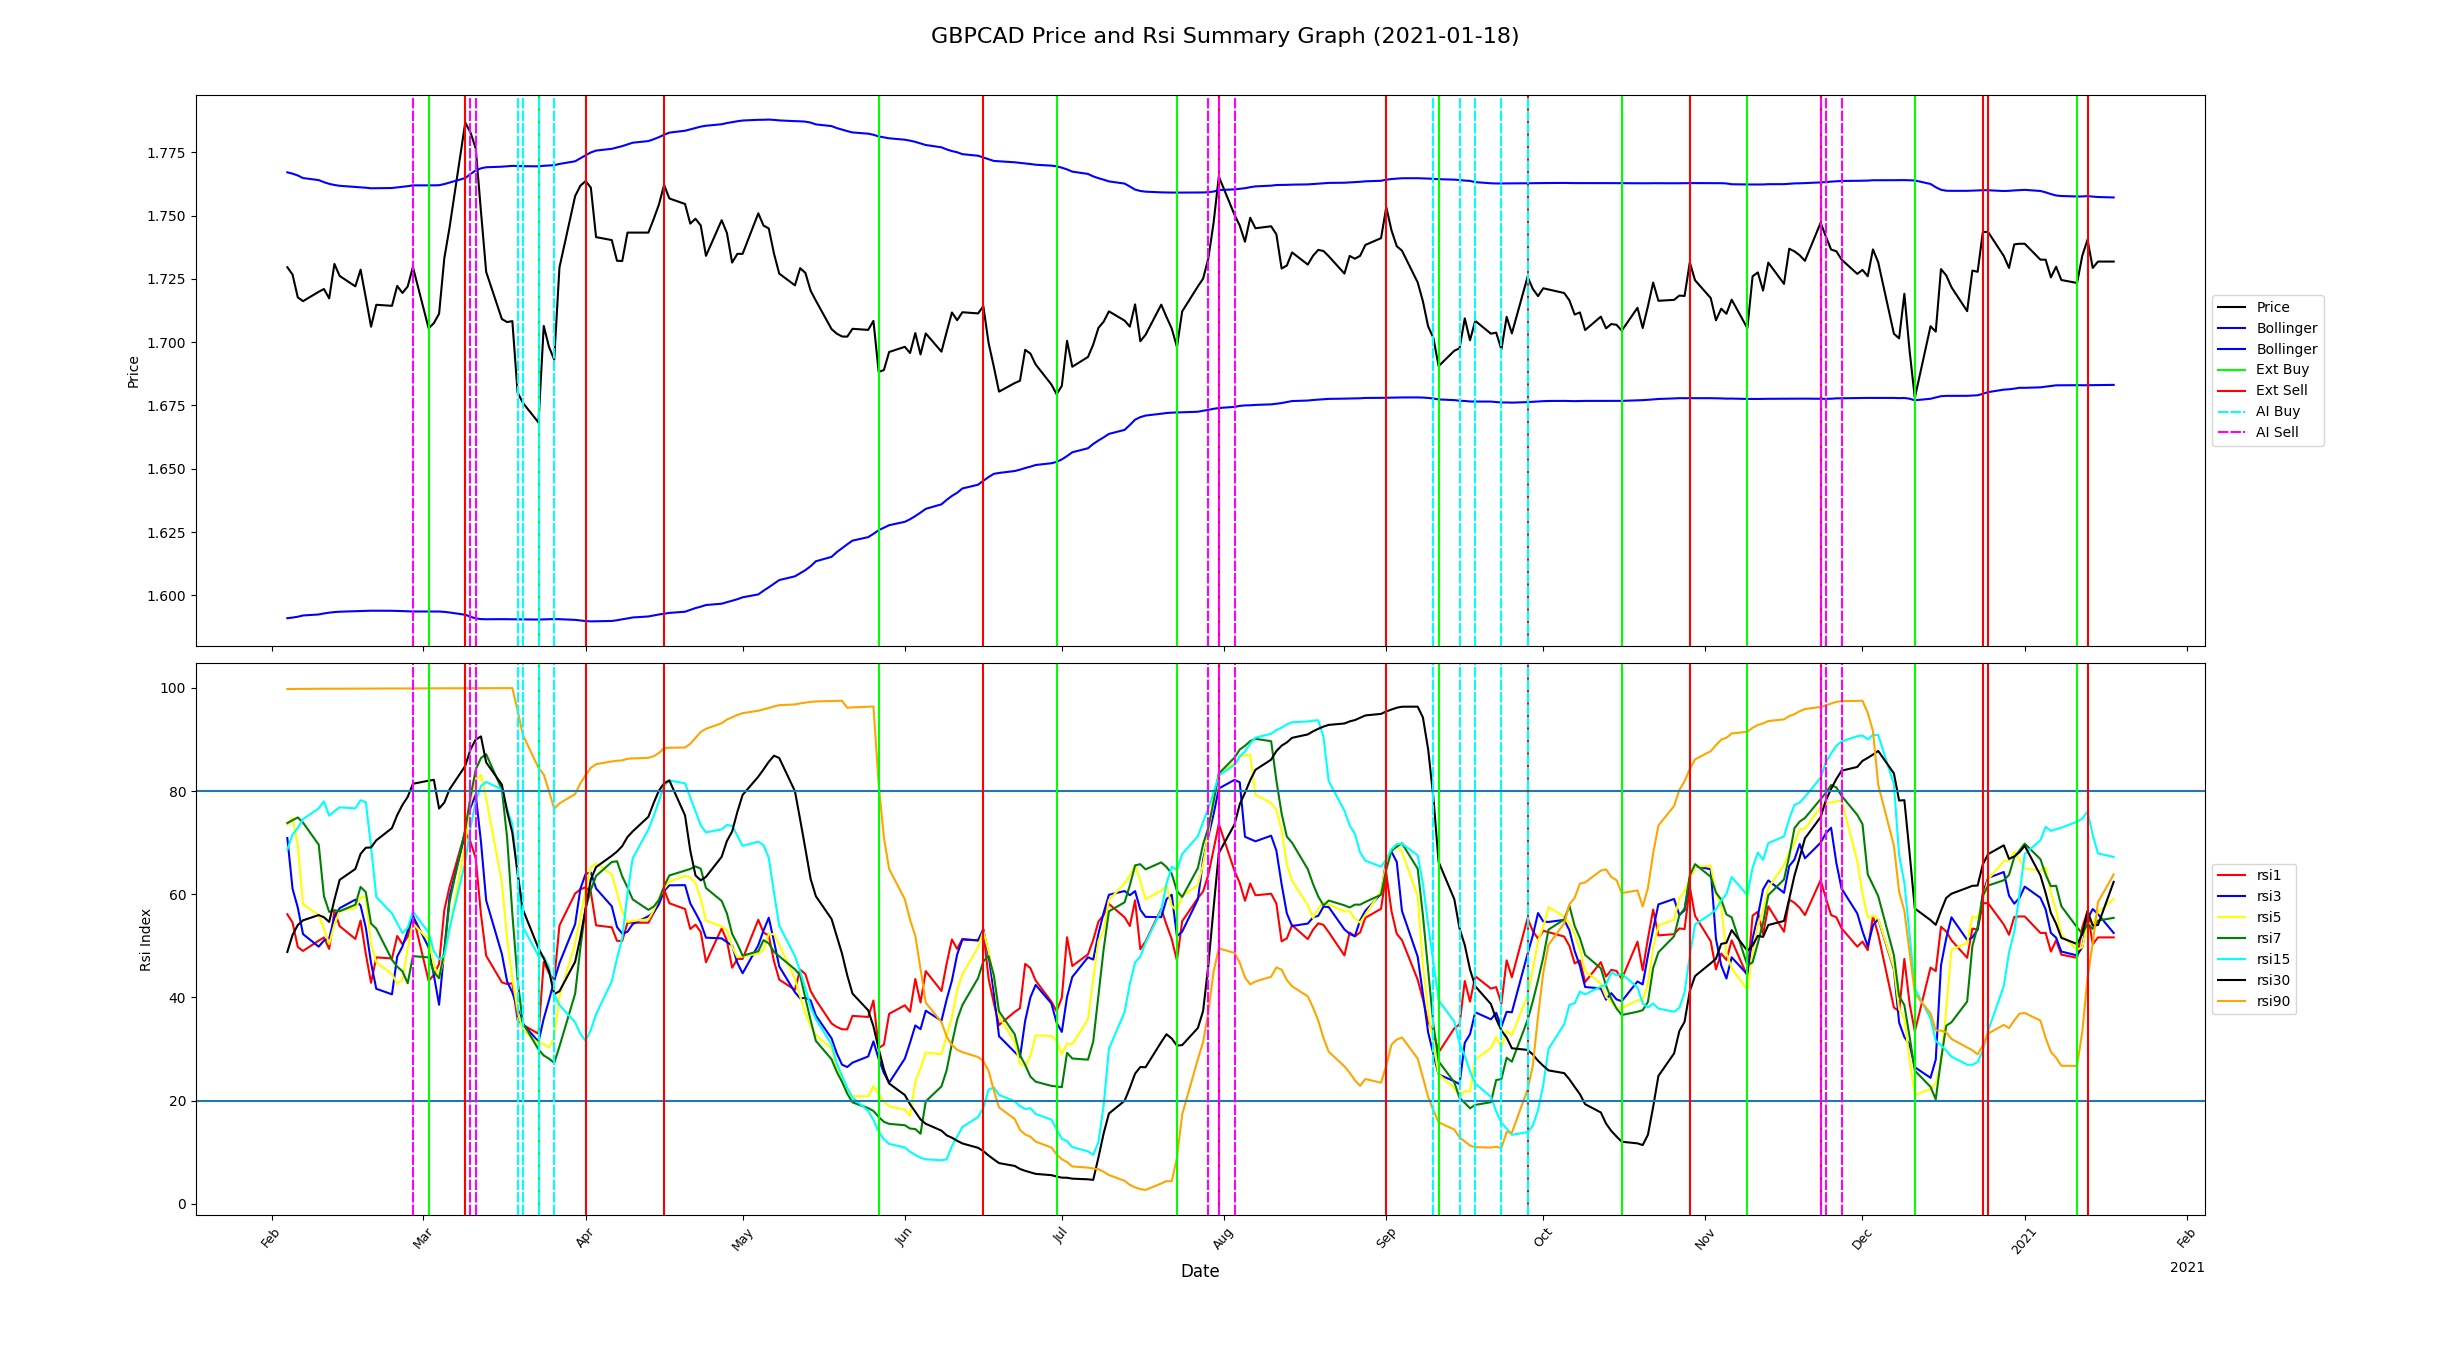 GBPCAD Price and Rsi Summary Graph (2021-01-18)
Price
1.775
1.750
1.725
1.700
1.675
1.650
1.625
1.600
Price
Bollinger
Bollinger
Ext Buy
Ext Sell
AI Buy
AI Sell
Rsi Index
100
80
60
40
20
0
rsi1
rsi3
rsi5
rsi7
rsi15
rsi30
rsi90
Feb
Mar
Apr
May
Jun
Jul
Aug
Sep
Oct
Nov
Dec
2021
Feb
Date
2021